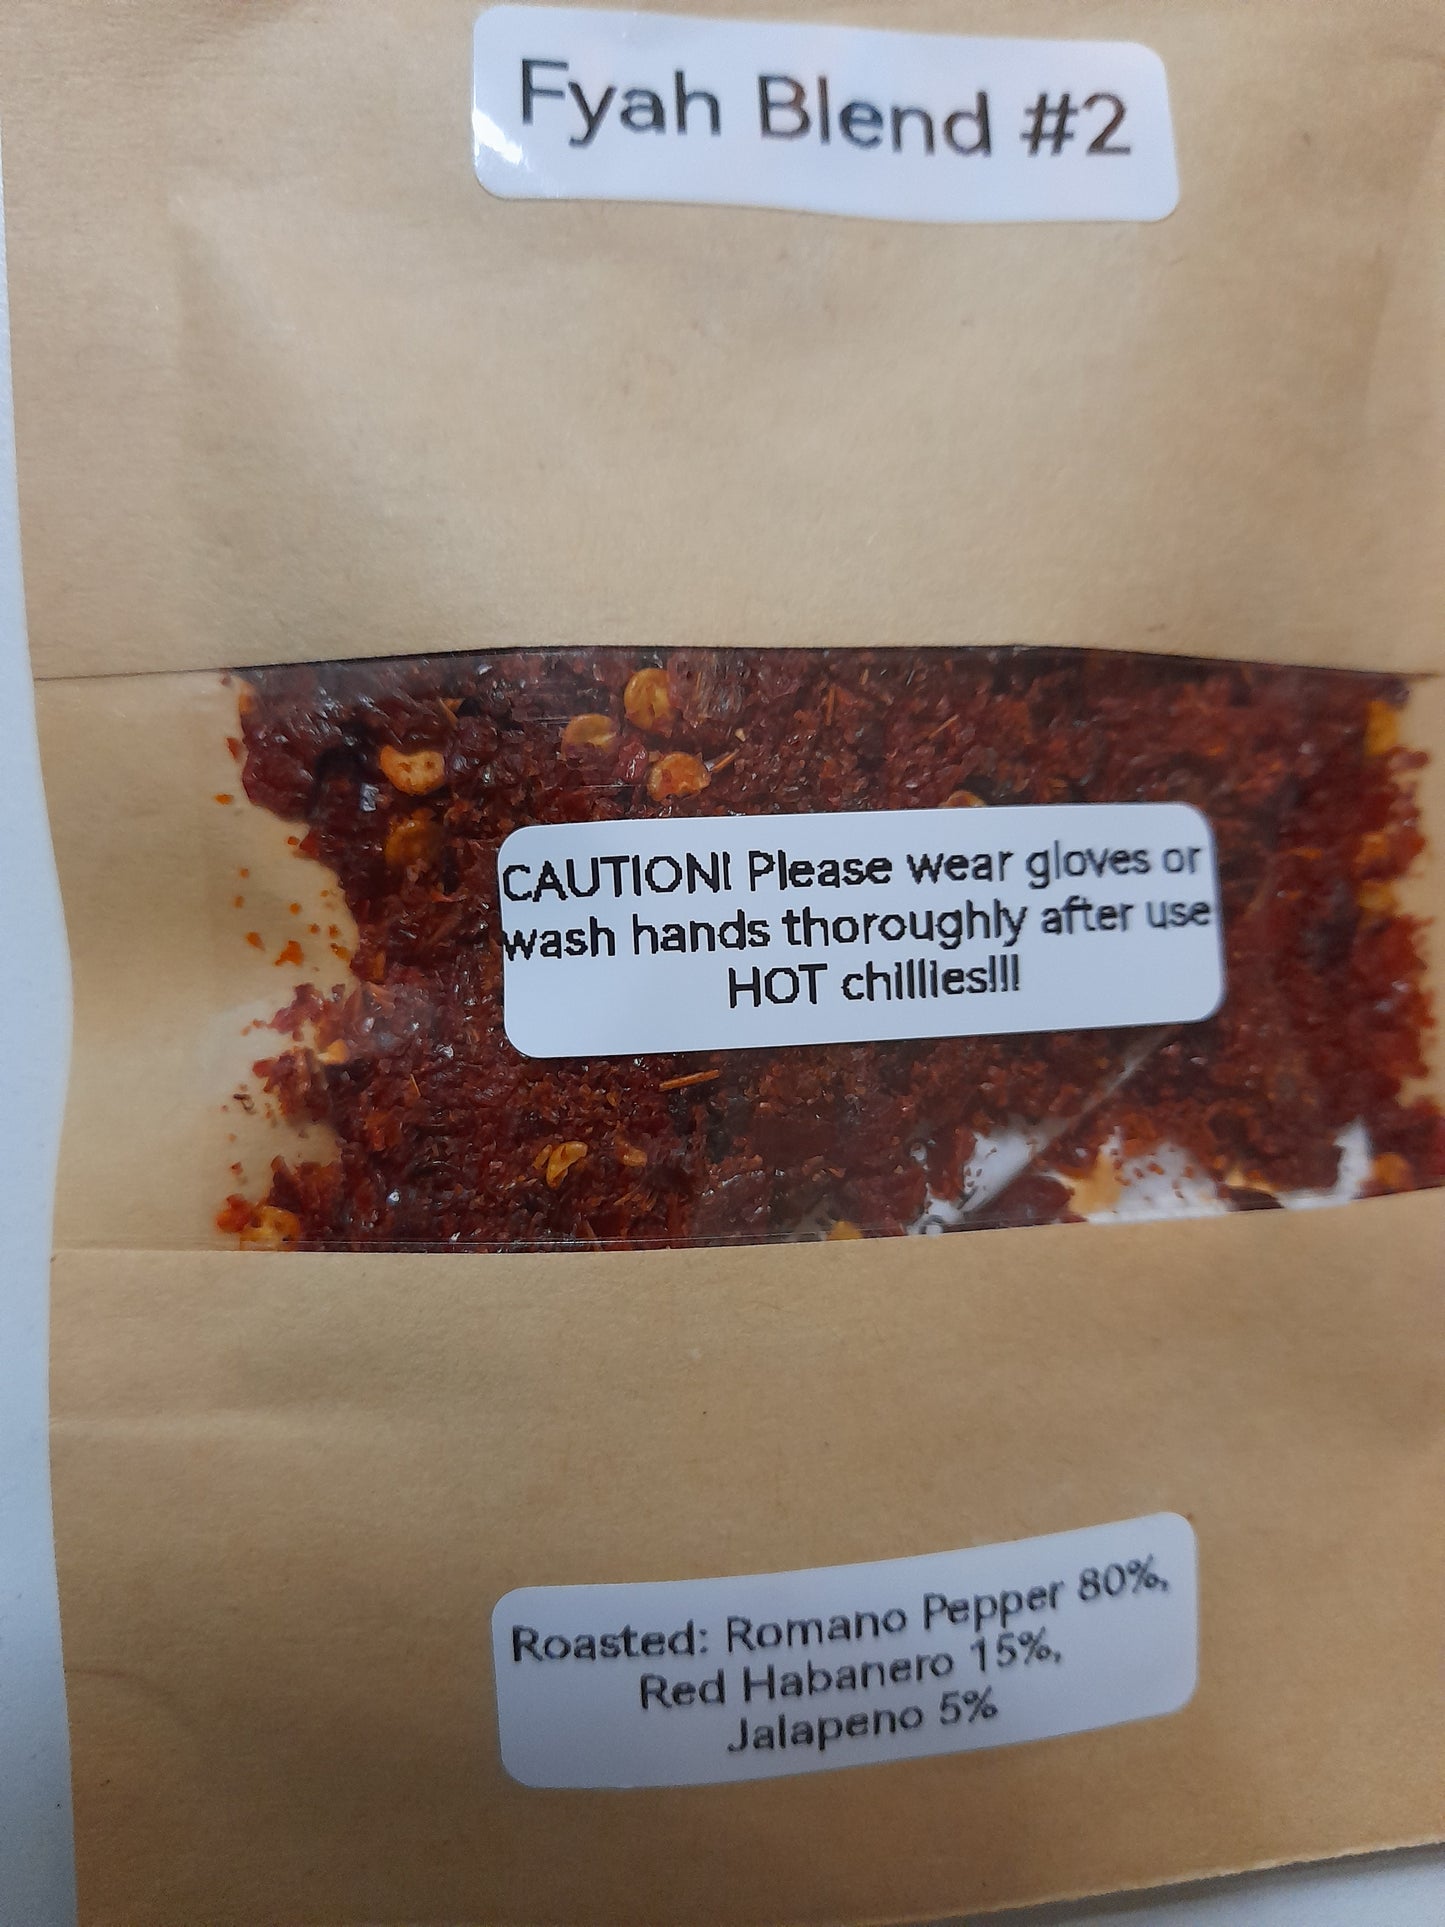 Fyah Blend #2
CAUTION! Please wear gloves or
wash hands thoroughly after use
HOT chillies!!!
Roasted: Romano Pepper 80%,
Red Habanero 15%,
Jalapeno 5%